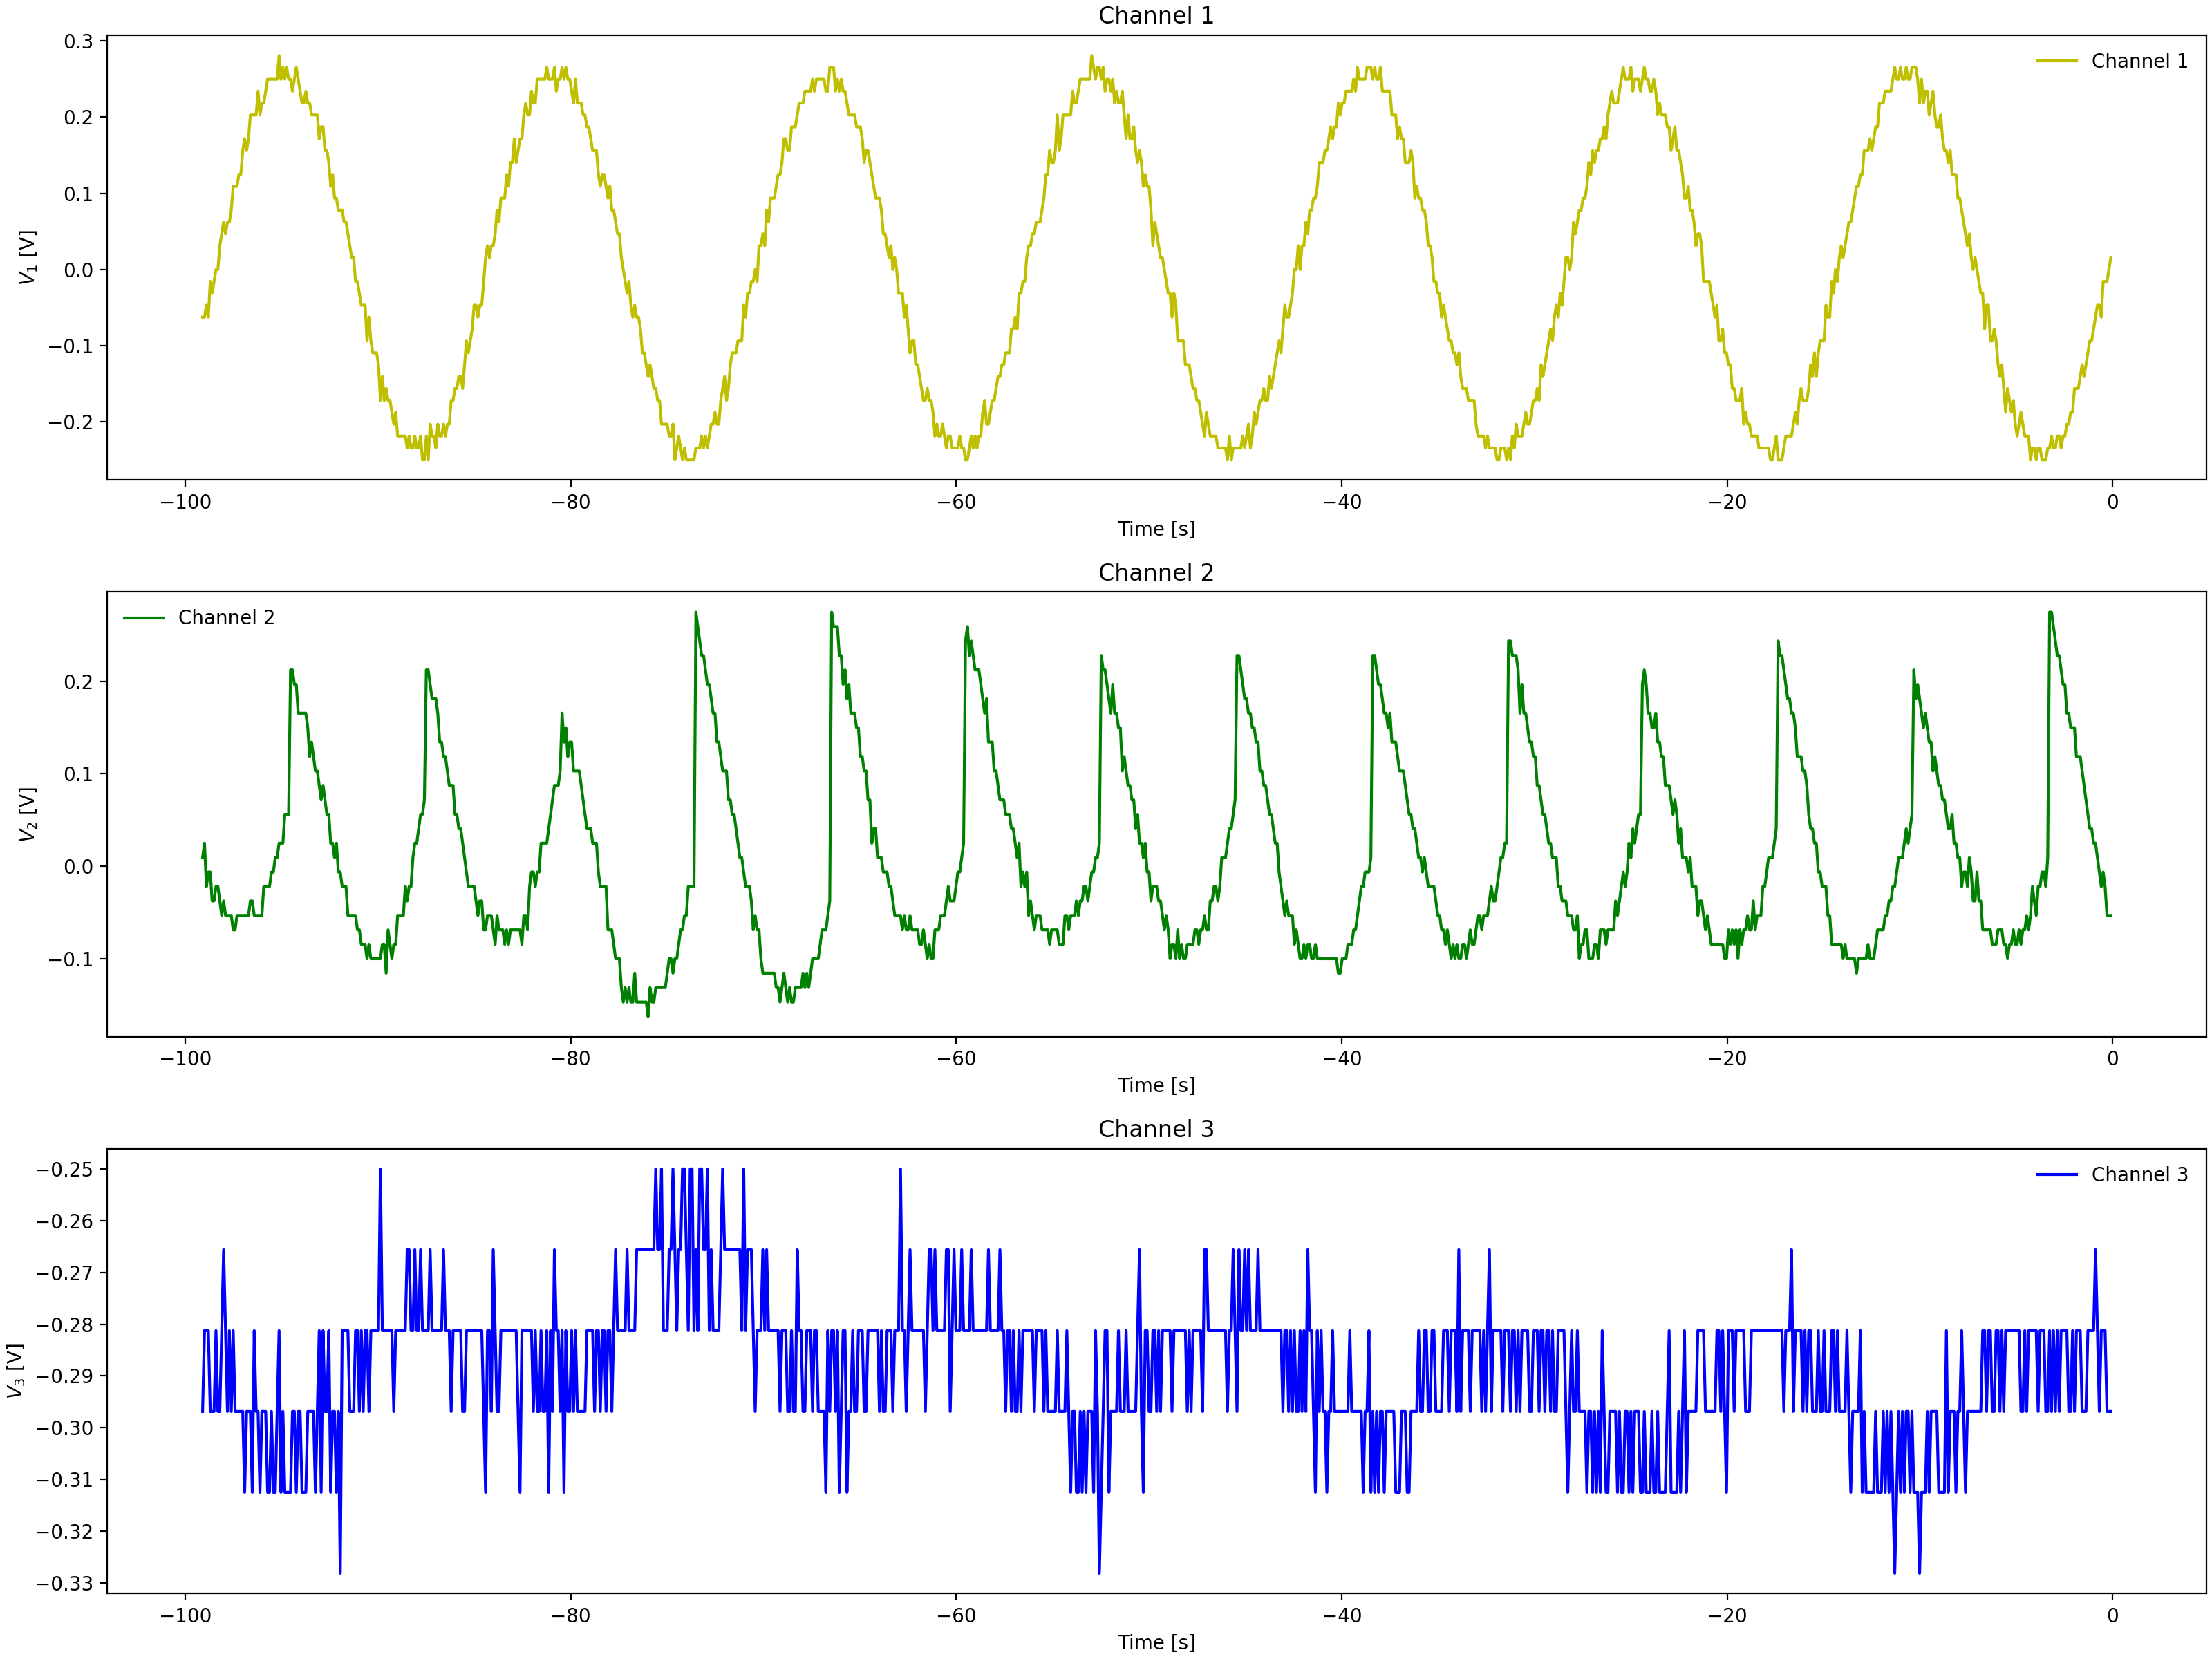 Channel 1
0.3
Channel 1
0.2
0.1
0.0
−0.1
−0.2
V₁ [V]
−100 −80 −60 −40 −20 0
Time [s]
Channel 2
Channel 2
0.2
0.1
0.0
−0.1
V₂ [V]
−100 −80 −60 −40 −20 0
Time [s]
Channel 3
−0.25
Channel 3
−0.26
−0.27
−0.28
−0.29
−0.30
−0.31
−0.32
−0.33
V₃ [V]
−100 −80 −60 −40 −20 0
Time [s]